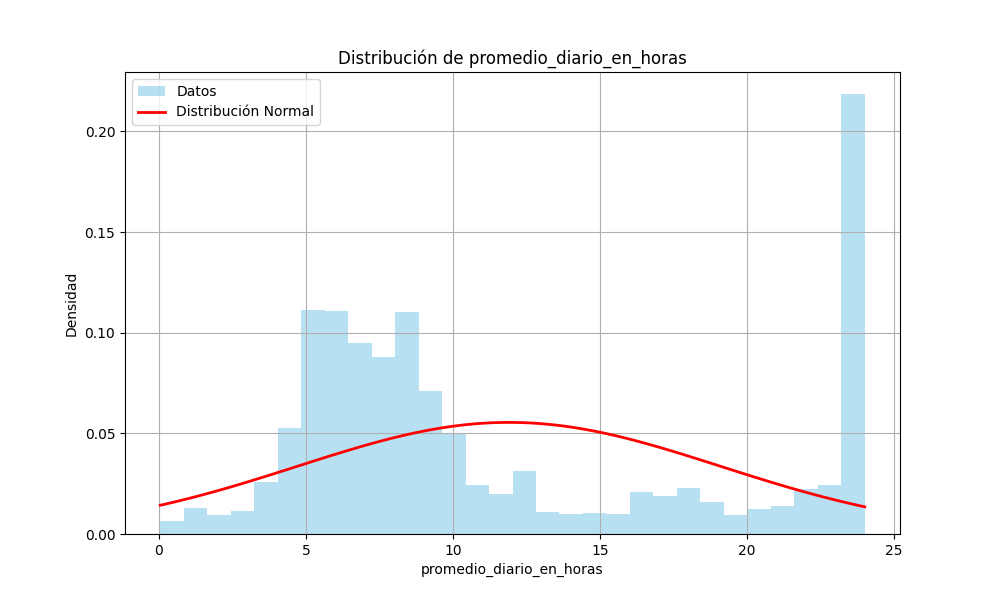 Distribución de promedio_diario_en_horas
Datos
Distribución Normal
Densidad
0.20
0.15
0.10
0.05
0.00
0 5 10 15 20 25
promedio_diario_en_horas